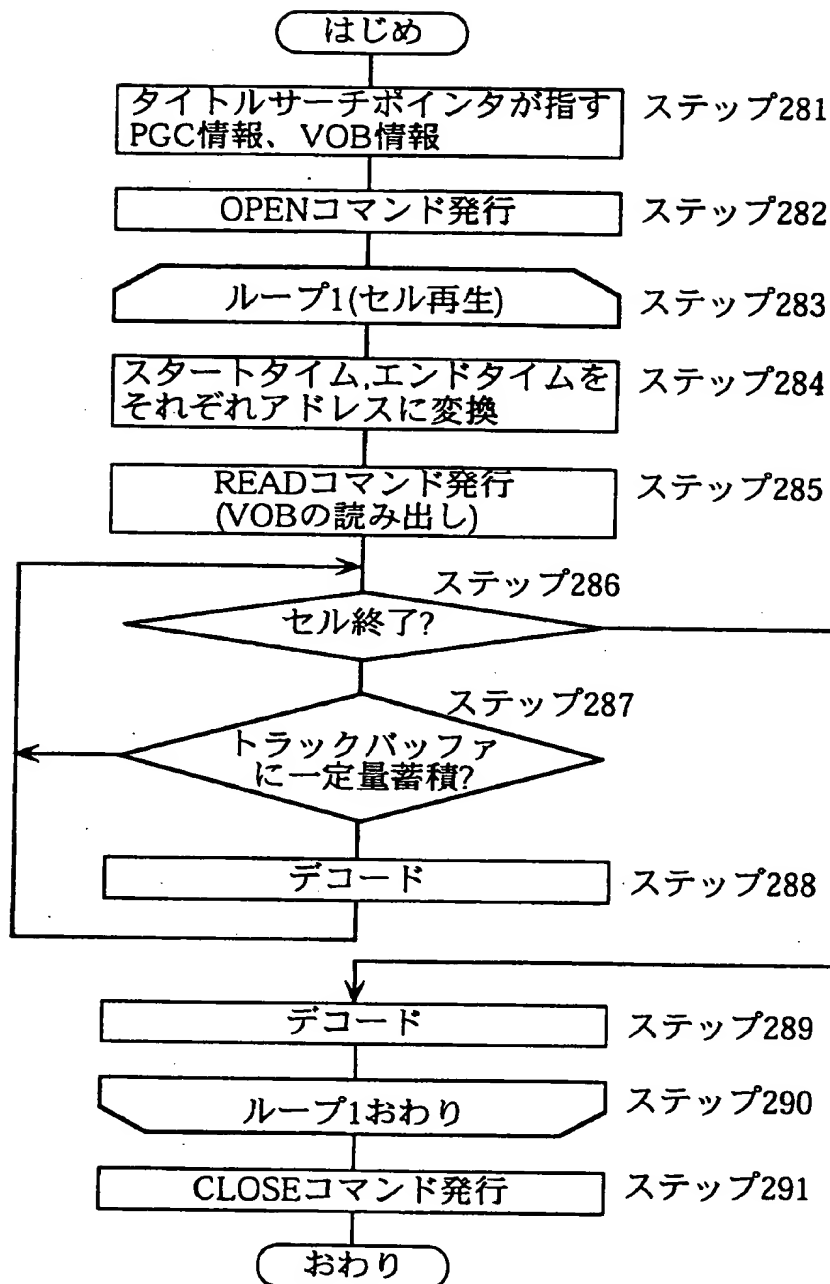 はじめ
タイトルサーチポインタが指す
PGC情報、VOB情報
ステップ281
OPENコマンド発行
ステップ282
ループ1(セル再生)
ステップ283
スタートタイム,エンドタイムを
それぞれアドレスに変換
ステップ284
READコマンド発行
(VOBの読み出し)
ステップ285
ステップ286
セル終了?
ステップ287
トラックバッファ
に一定量蓄積?
デコード
ステップ288
デコード
ステップ289
ループ1おわり
ステップ290
CLOSEコマンド発行
ステップ291
おわり